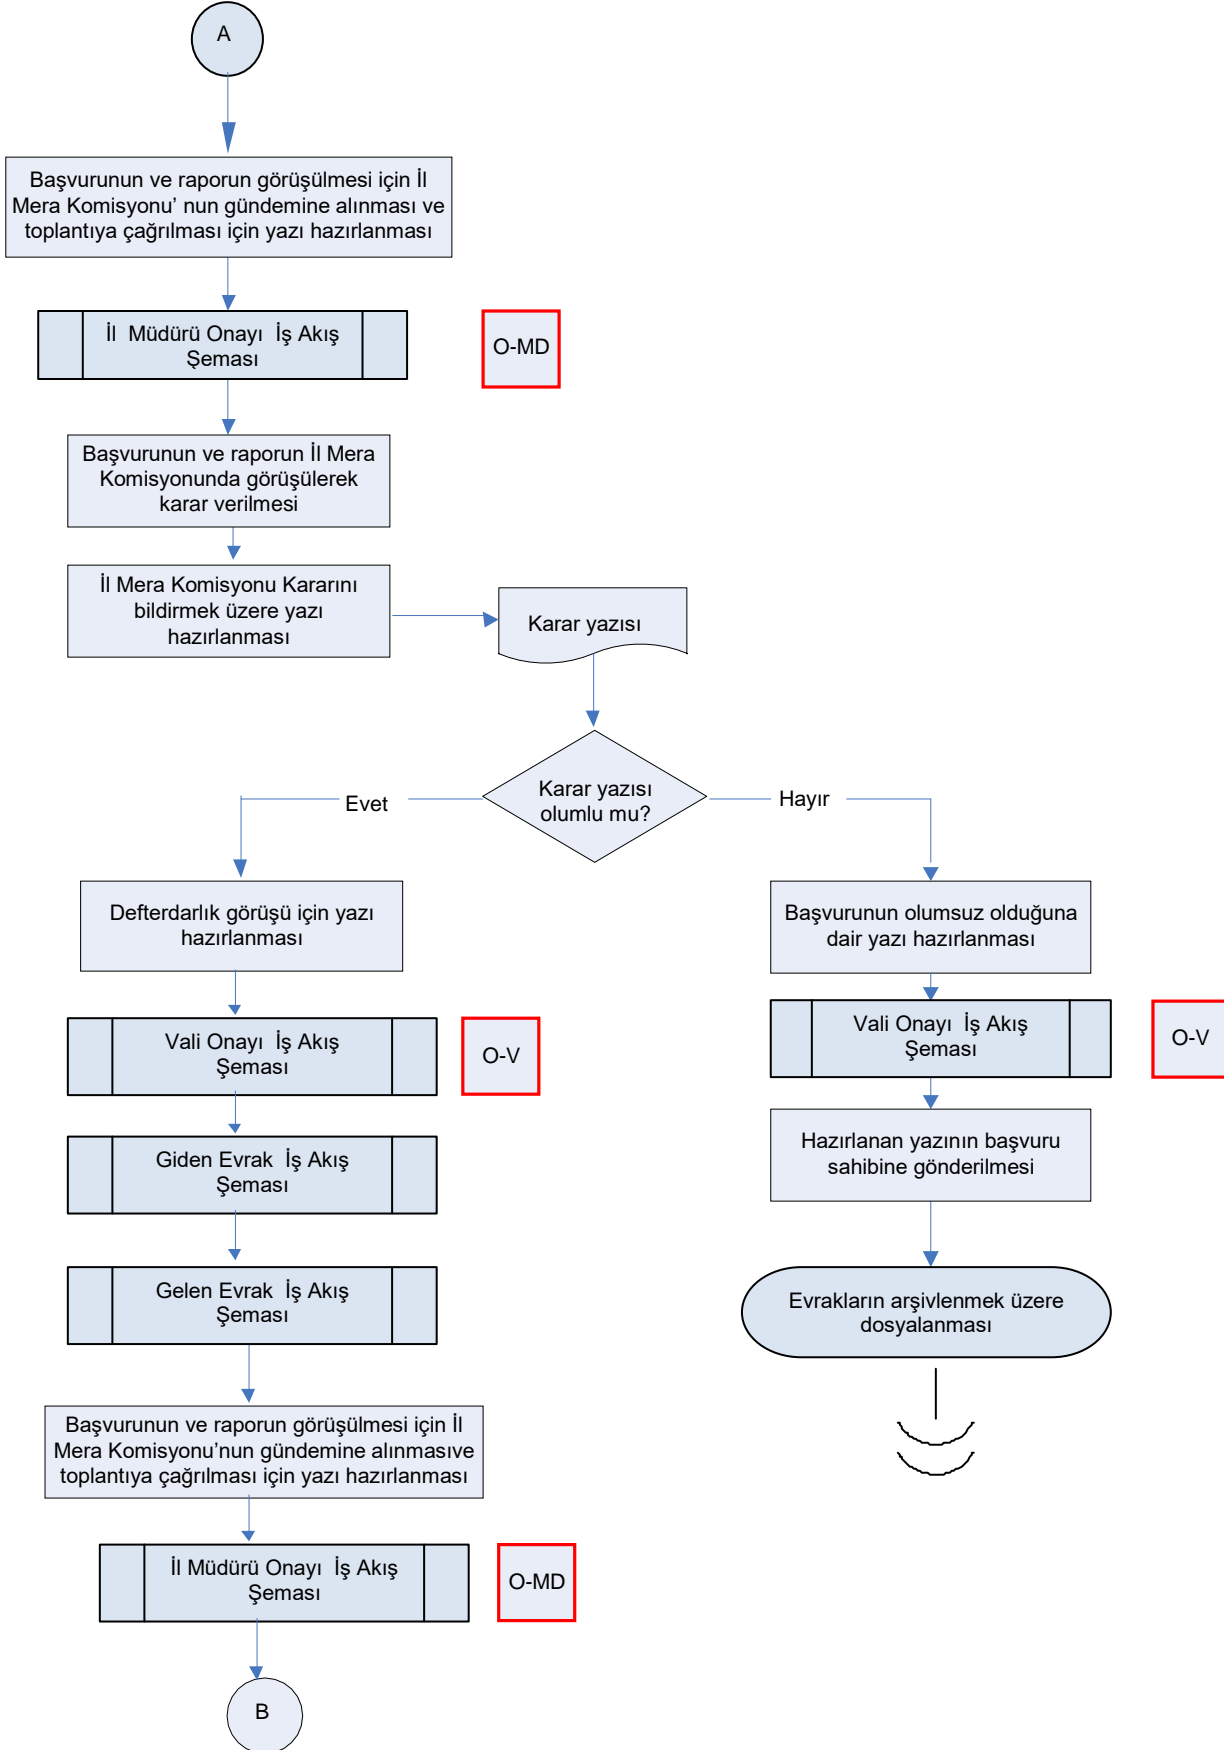 A
Başvurunun ve raporun görüşülmesi için İl
Mera Komisyonu’ nun gündemine alınması ve
toplantıya çağrılması için yazı hazırlanması
İl  Müdürü Onayı  İş Akış
Şeması
O-MD
Başvurunun ve raporun İl Mera
Komisyonunda görüşülerek
karar verilmesi
İl Mera Komisyonu Kararını
bildirmek üzere yazı
hazırlanması
Karar yazısı
Karar yazısı
olumlu mu?
Evet
Hayır
Defterdarlık görüşü için yazı
hazırlanması
Vali Onayı  İş Akış
Şeması
O-V
Giden Evrak  İş Akış
Şeması
Gelen Evrak  İş Akış
Şeması
Başvurunun ve raporun görüşülmesi için İl
Mera Komisyonu’nun gündemine alınmasıve
toplantıya çağrılması için yazı hazırlanması
İl Müdürü Onayı  İş Akış
Şeması
O-MD
B
Başvurunun olumsuz olduğuna
dair yazı hazırlanması
Vali Onayı  İş Akış
Şeması
O-V
Hazırlanan yazının başvuru
sahibine gönderilmesi
Evrakların arşivlenmek üzere
dosyalanması